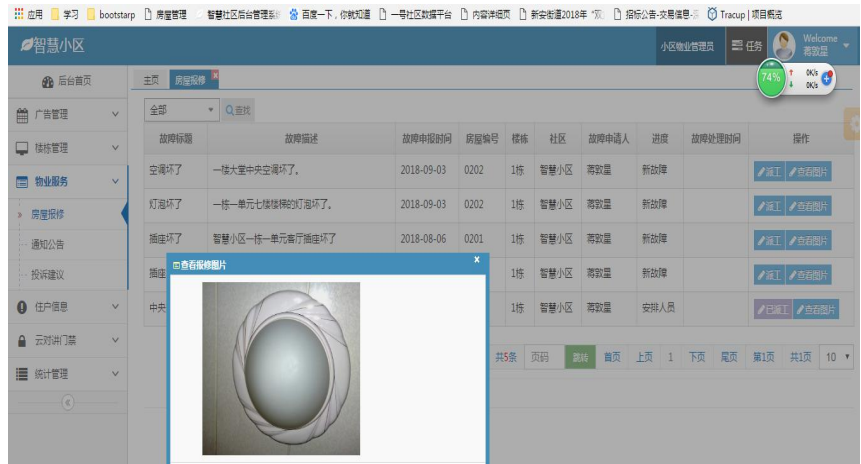 应用 学习 bootstarp 房屋管理 智慧社区后台管理系统 百度一下，你就知道 一号社区数据平台 内容详细页 新安街道2018年 "双 招标公告-交易信息- Tracup | 项目概览
智慧小区 小区物业管理员 任务 Welcome
蒋敦星
后台首页 主页 房屋报修
74% 0K/s
0K/s
广告管理 全部 查找
故障标题 故障描述 故障申报时间 房屋编号 楼栋 社区 故障申请人 进度 故障处理时间 操作
楼栋管理
空调坏了 一楼大堂中央空调坏了。 2018-09-03 0202 1栋 智慧小区 蒋敦星 新故障 派工 查看图片
物业服务
灯泡坏了 一栋一单元七楼楼梯的灯泡坏了。 2018-09-03 0202 1栋 智慧小区 蒋敦星 新故障 派工 查看图片
房屋报修
插座坏了 智慧小区一栋一单元客厅插座坏了 2018-08-06 0201 1栋 智慧小区 蒋敦星 新故障 派工 查看图片
通知公告
查看报修图片 x
投诉建议 插座 1栋 智慧小区 蒋敦星 新故障 派工 查看图片
住户信息 中央 1栋 智慧小区 蒋敦星 安排人员 已派工 查看图片
云对讲门禁
共5条 页码 跳转 首页 上页 1 下页 尾页 第1页 共1页 10
统计管理